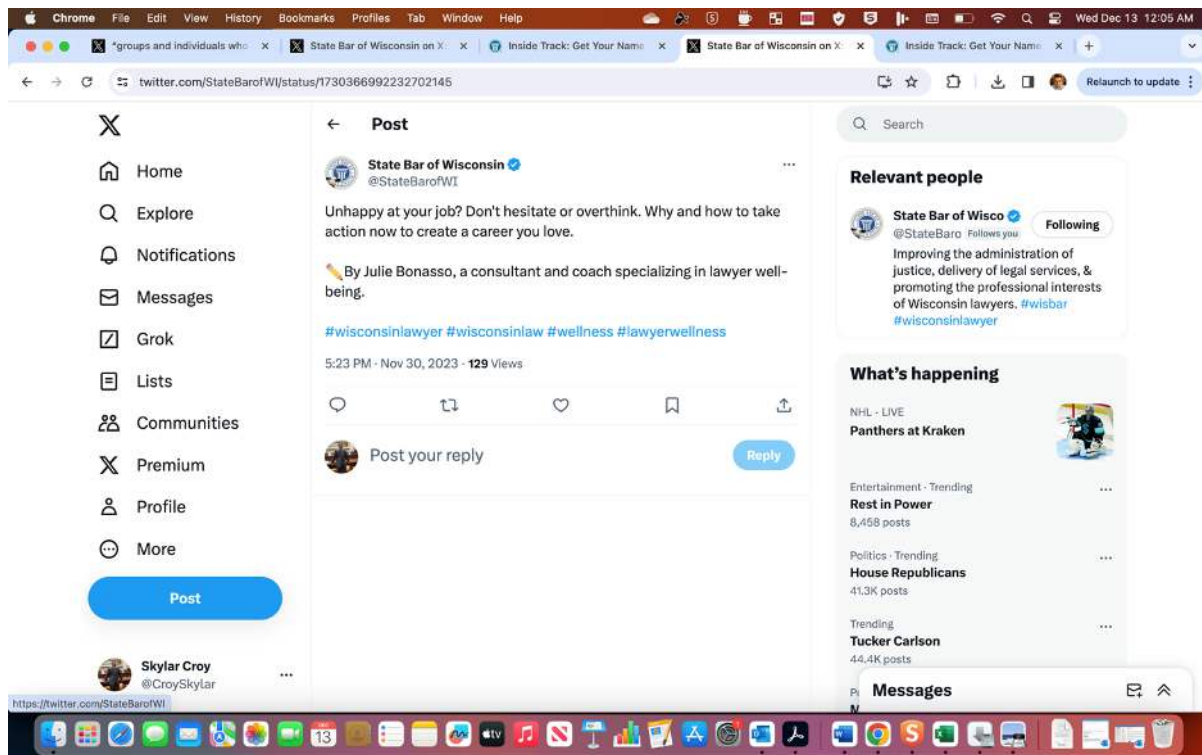 Chrome File Edit View History Bookmarks Profiles Tab Window Help Wed Dec 13 12:05 AM
"groups and individuals who × State Bar of Wisconsin on X × Inside Track: Get Your Name × State Bar of Wisconsin on X: × Inside Track: Get Your Name × +
twitter.com/StateBarofWI/status/1730366992232702145 Relaunch to update
Home
Explore
Notifications
Messages
Grok
Lists
Communities
Premium
Profile
More
Post
Skylar Croy
@CroySkylar
https://twitter.com/StateBarofWI
Post
State Bar of Wisconsin
@StateBarofWI
Unhappy at your job? Don't hesitate or overthink. Why and how to take
action now to create a career you love.
✏️By Julie Bonasso, a consultant and coach specializing in lawyer well-
being.
#wisconsinlawyer #wisconsinlaw #wellness #lawyerwellness
5:23 PM · Nov 30, 2023 · 129 Views
Post your reply
Reply
Search
Relevant people
State Bar of Wisco
@StateBaro Follows you
Following
Improving the administration of
justice, delivery of legal services, &
promoting the professional interests
of Wisconsin lawyers. #wisbar
#wisconsinlawyer
What's happening
NHL · LIVE
Panthers at Kraken
Entertainment · Trending
Rest in Power
8,458 posts
Politics · Trending
House Republicans
41.3K posts
Trending
Tucker Carlson
44.4K posts
Messages
13
tv